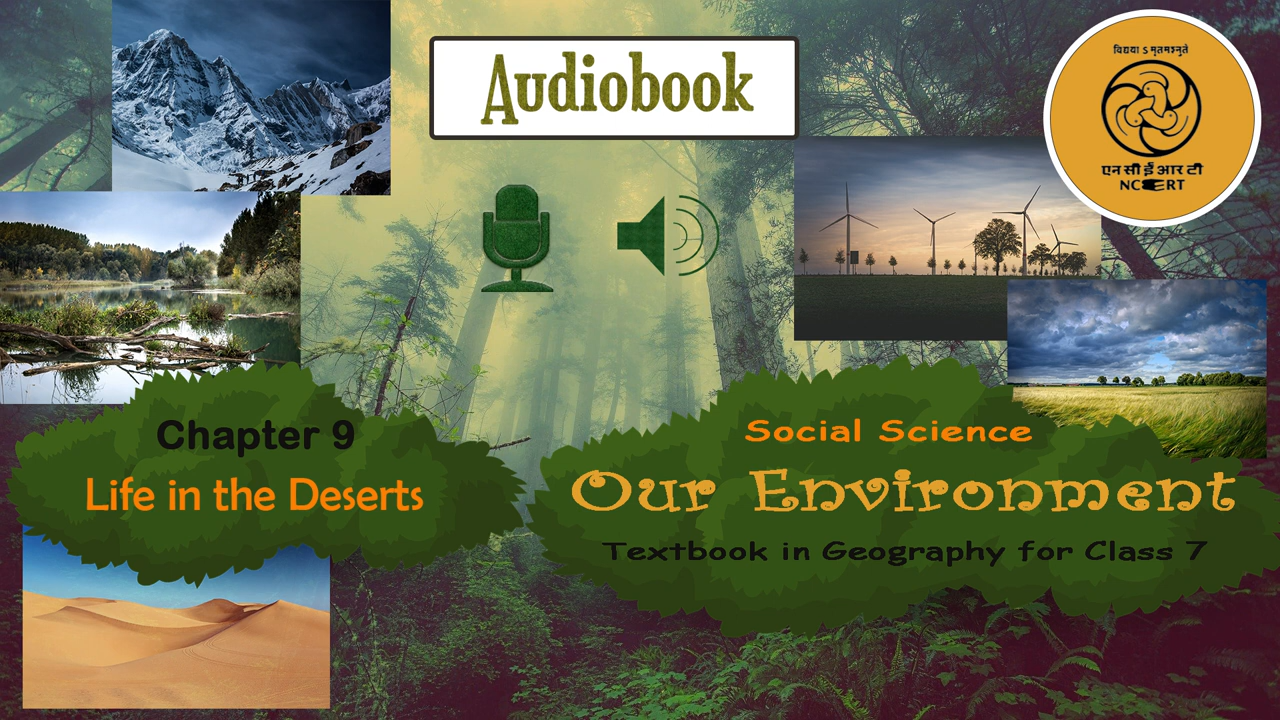 Audiobook
विद्यया ऽ मृतमश्नुते
एन सी ई आर टी
NCERT
Chapter 9
Life in the Deserts
Social Science
Our Environment
Textbook in Geography for Class 7